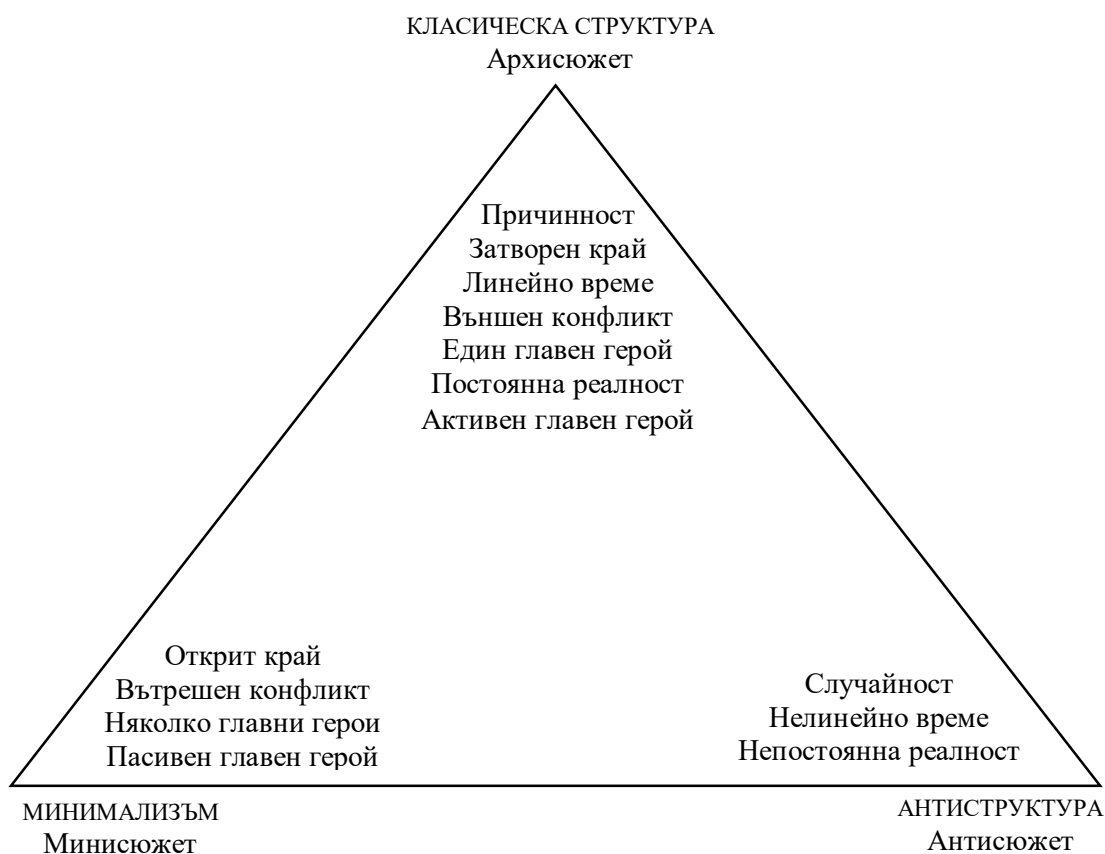 КЛАСИЧЕСКА СТРУКТУРА
Архисюжет
Причинност
Затворен край
Линейно време
Външен конфликт
Един главен герой
Постоянна реалност
Активен главен герой
Открит край
Вътрешен конфликт
Няколко главни герои
Пасивен главен герой
Случайност
Нелинейно време
Непостоянна реалност
МИНИМАЛИЗЪМ
Минисюжет
АНТИСТРУКТУРА
Антисюжет